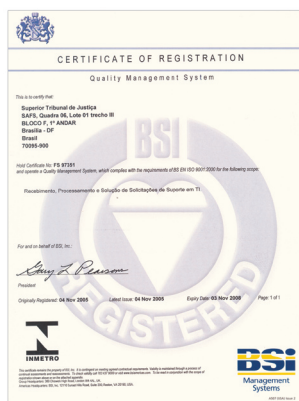 CERTIFICATE OF REGISTRATION
Quality Management System
This is to certify that:
Superior Tribunal de Justiça
SAFS, Quadra 06, Lote 01 trecho III
BLOCO F, 1º ANDAR
Brasília - DF
Brasil
70095-900
Hold Certificate No: FS 97351
and operate a Quality Management System, which complies with the requirements of BS EN ISO 9001:2000 for the following scope:
Recebimento, Processamento e Solução de Solicitações de Suporte em TI
BSI
REGISTERED
For and on behalf of BSI, Inc.:
Gary L Pearson
President
Originally Registered: 04 Nov 2005 Latest Issue: 04 Nov 2005 Expiry Date: 03 Nov 2008 Page: 1 of 1
INMETRO
BSI
Management
Systems